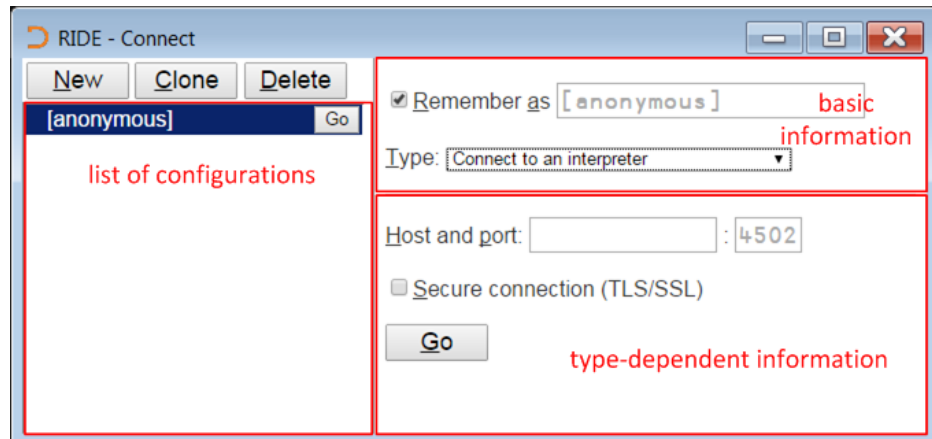 RIDE - Connect
New Clone Delete
[anonymous] Go
list of configurations
Remember as [anonymous]
basic information
Type: Connect to an interpreter
Host and port: : 4502
Secure connection (TLS/SSL)
Go
type-dependent information